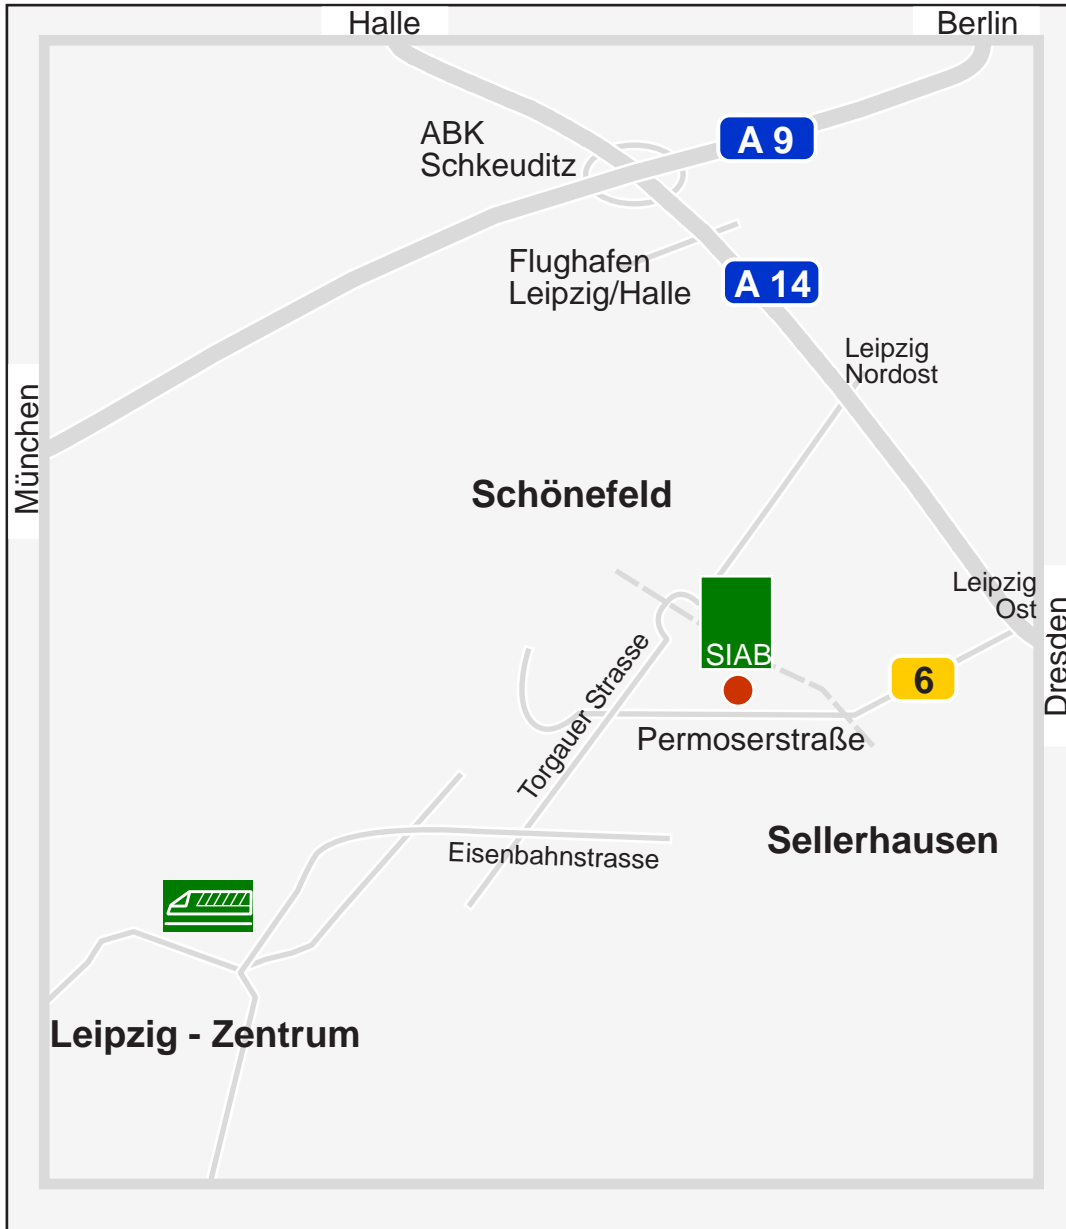 Halle
Berlin
ABK
Schkeuditz
A 9
Flughafen
Leipzig/Halle
A 14
Leipzig
Nordost
München
Schönefeld
Leipzig
Ost
Dresden
SIAB
6
Torgauer Strasse
Permoserstraße
Eisenbahnstrasse
Sellerhausen
Leipzig - Zentrum